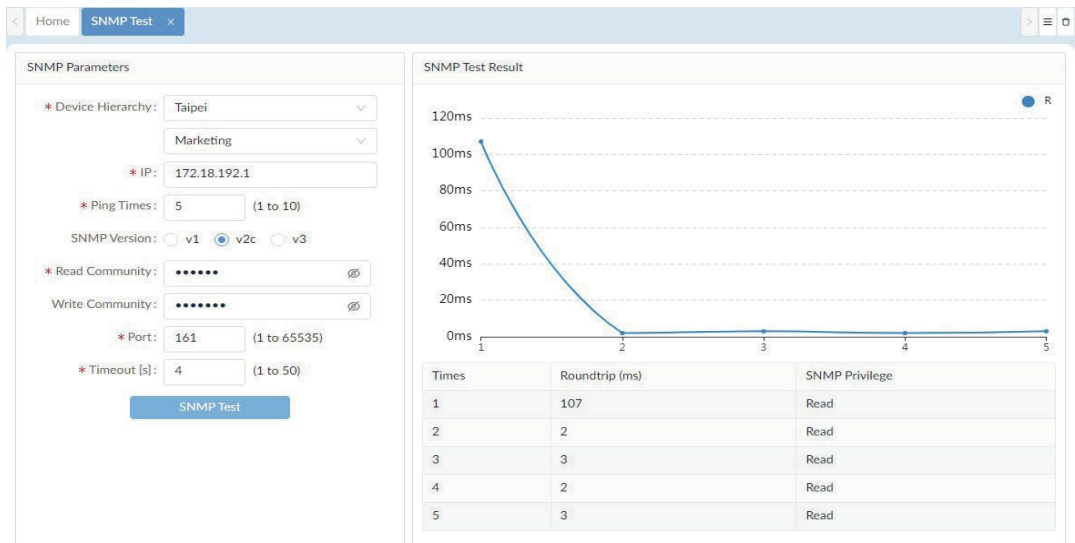 Home SNMP Test ×
SNMP Parameters
* Device Hierarchy: Taipei
Marketing
* IP: 172.18.192.1
* Ping Times: 5 (1 to 10)
SNMP Version: v1 v2c v3
* Read Community: ••••••
Write Community: •••••••
* Port: 161 (1 to 65535)
* Timeout [s]: 4 (1 to 50)
SNMP Test
SNMP Test Result
R
120ms
100ms
80ms
60ms
40ms
20ms
0ms
1 2 3 4 5
Times Roundtrip (ms) SNMP Privilege
1 107 Read
2 2 Read
3 3 Read
4 2 Read
5 3 Read